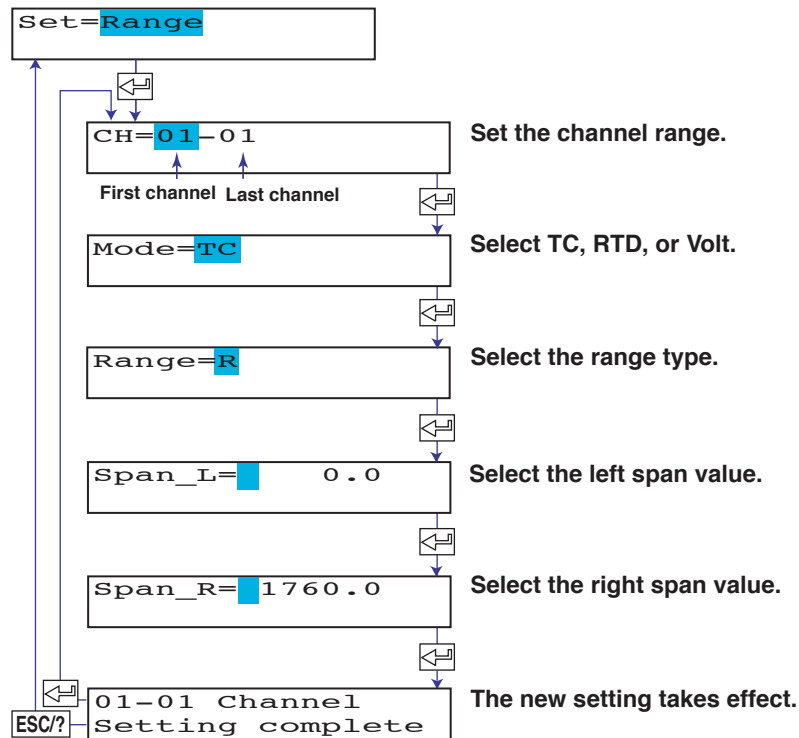 Set=Range
CH=01-01
Set the channel range.
First channel Last channel
Mode=TC
Select TC, RTD, or Volt.
Range=R
Select the range type.
Span_L= 0.0
Select the left span value.
Span_R= 1760.0
Select the right span value.
01-01 Channel
The new setting takes effect.
ESC/?
Setting complete